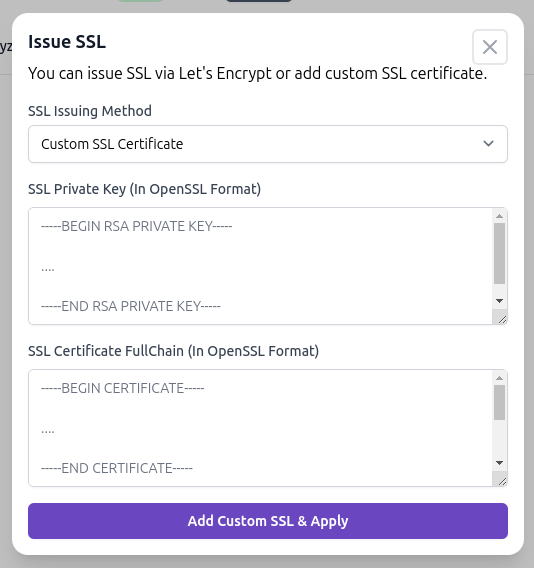 yz
Issue SSL
You can issue SSL via Let's Encrypt or add custom SSL certificate.
SSL Issuing Method
Custom SSL Certificate
SSL Private Key (In OpenSSL Format)
-----BEGIN RSA PRIVATE KEY-----
....
-----END RSA PRIVATE KEY-----
SSL Certificate FullChain (In OpenSSL Format)
-----BEGIN CERTIFICATE-----
....
-----END CERTIFICATE-----
Add Custom SSL & Apply